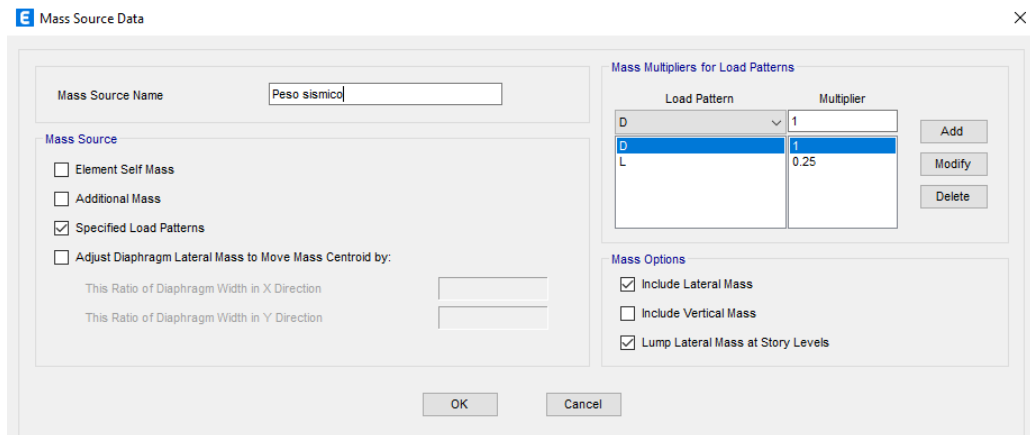 E Mass Source Data
Mass Source Name Peso sismico
Mass Source
Element Self Mass
Additional Mass
Specified Load Patterns
Adjust Diaphragm Lateral Mass to Move Mass Centroid by:
This Ratio of Diaphragm Width in X Direction
This Ratio of Diaphragm Width in Y Direction
Mass Multipliers for Load Patterns
Load Pattern Multiplier
D 1
D 1
L 0.25
Add
Modify
Delete
Mass Options
Include Lateral Mass
Include Vertical Mass
Lump Lateral Mass at Story Levels
OK Cancel